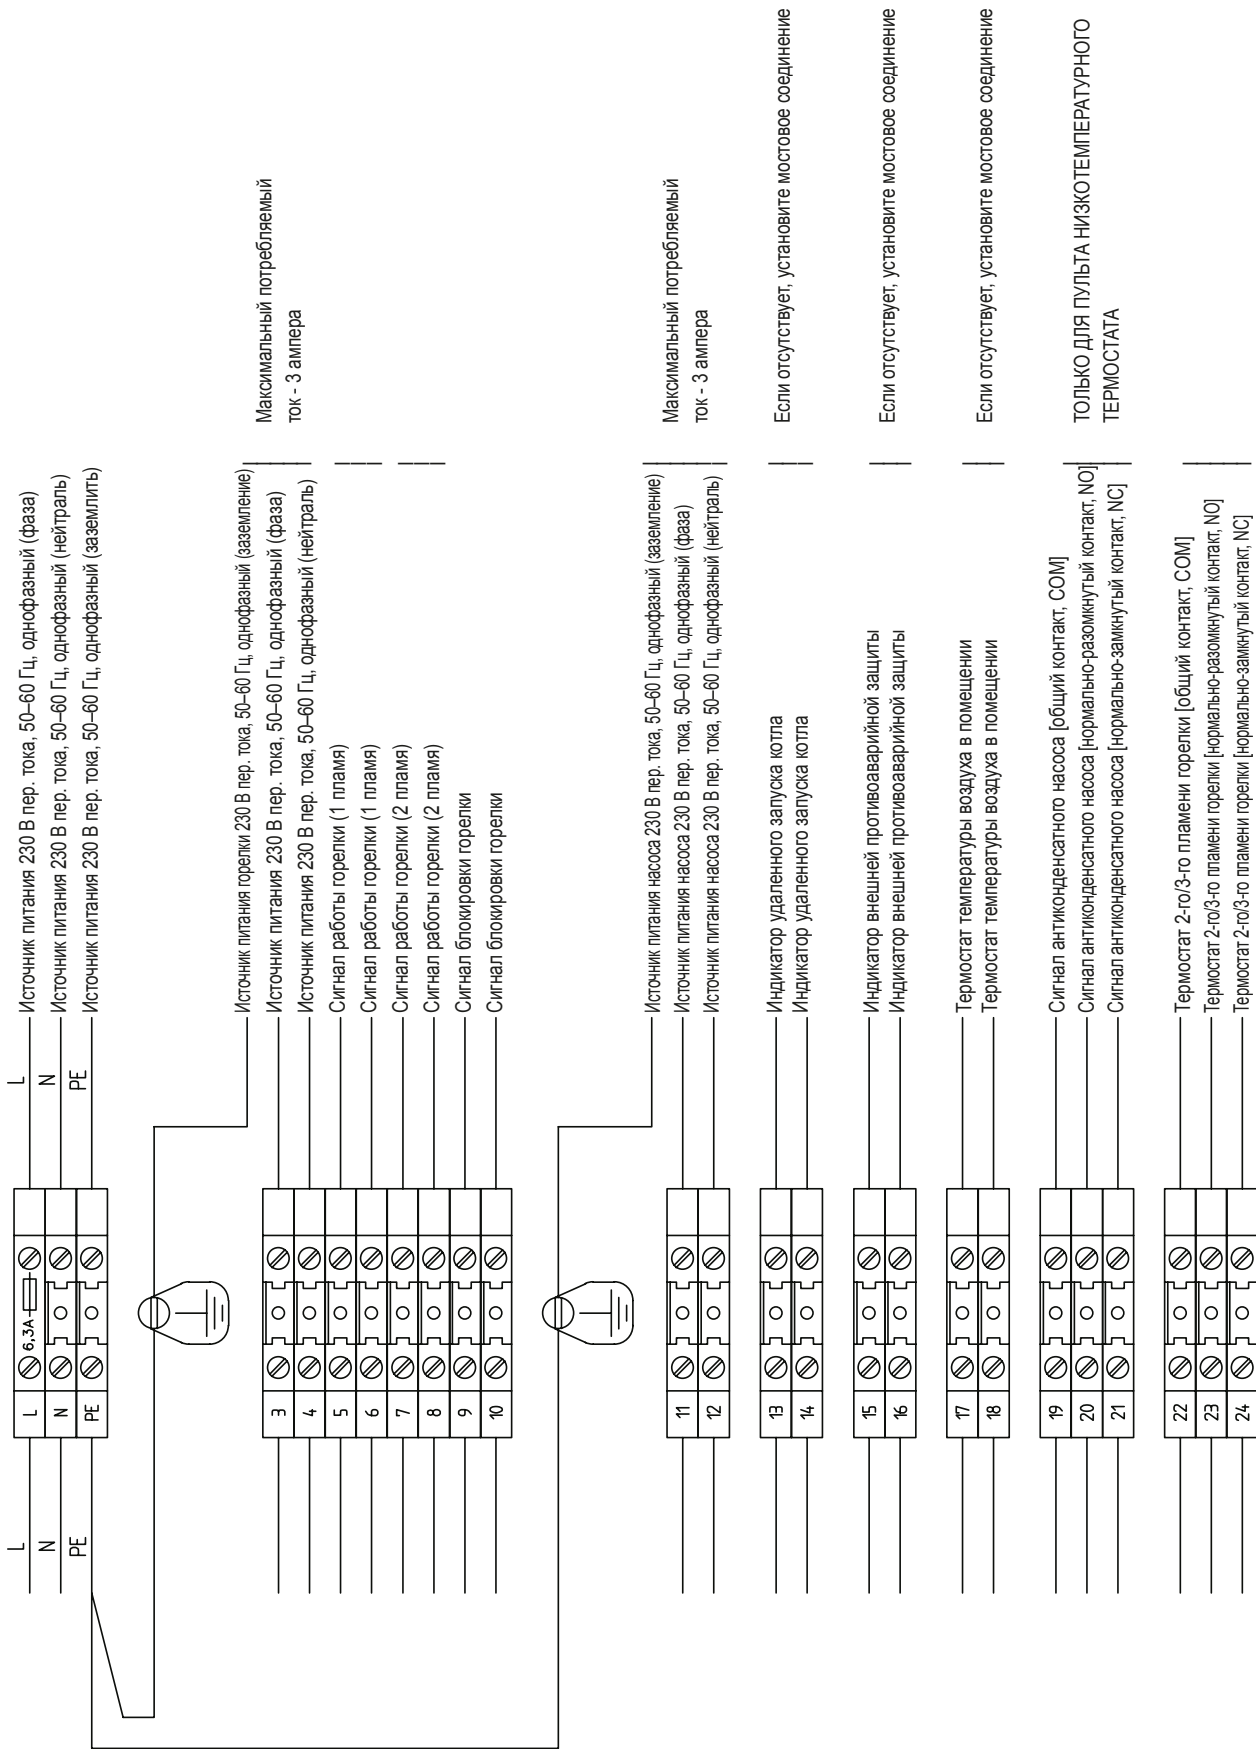 L
N
PE
L
6,3A
L
Источник питания 230 В пер. тока, 50–60 Гц, однофазный (фаза)
N
Источник питания 230 В пер. тока, 50–60 Гц, однофазный (нейтраль)
PE
Источник питания 230 В пер. тока, 50–60 Гц, однофазный (заземлить)
L
N
PE
Источник питания горелки 230 В пер. тока, 50–60 Гц, однофазный (заземление)
3
Источник питания 230 В пер. тока, 50–60 Гц, однофазный (фаза)
4
Источник питания 230 В пер. тока, 50–60 Гц, однофазный (нейтраль)
Максимальный потребляемый
ток - 3 ампера
5
Сигнал работы горелки (1 пламя)
6
Сигнал работы горелки (1 пламя)
7
Сигнал работы горелки (2 пламя)
8
Сигнал работы горелки (2 пламя)
9
Сигнал блокировки горелки
10
Сигнал блокировки горелки
Источник питания насоса 230 В пер. тока, 50–60 Гц, однофазный (заземление)
11
Источник питания насоса 230 В пер. тока, 50–60 Гц, однофазный (фаза)
12
Источник питания насоса 230 В пер. тока, 50–60 Гц, однофазный (нейтраль)
Максимальный потребляемый
ток - 3 ампера
13
Индикатор удаленного запуска котла
14
Индикатор удаленного запуска котла
Если отсутствует, установите мостовое соединение
15
Индикатор внешней противоаварийной защиты
16
Индикатор внешней противоаварийной защиты
Если отсутствует, установите мостовое соединение
17
Термостат температуры воздуха в помещении
18
Термостат температуры воздуха в помещении
Если отсутствует, установите мостовое соединение
19
Сигнал антиконденсатного насоса [общий контакт, COM]
20
Сигнал антиконденсатного насоса [нормально-разомкнутый контакт, NO]
21
Сигнал антиконденсатного насоса [нормально-замкнутый контакт, NC]
ТОЛЬКО ДЛЯ ПУЛЬТА НИЗКОТЕМПЕРАТУРНОГО
ТЕРМОСТАТА
22
Термостат 2-го/3-го пламени горелки [общий контакт, COM]
23
Термостат 2-го/3-го пламени горелки [нормально-разомкнутый контакт, NO]
24
Термостат 2-го/3-го пламени горелки [нормально-замкнутый контакт, NC]